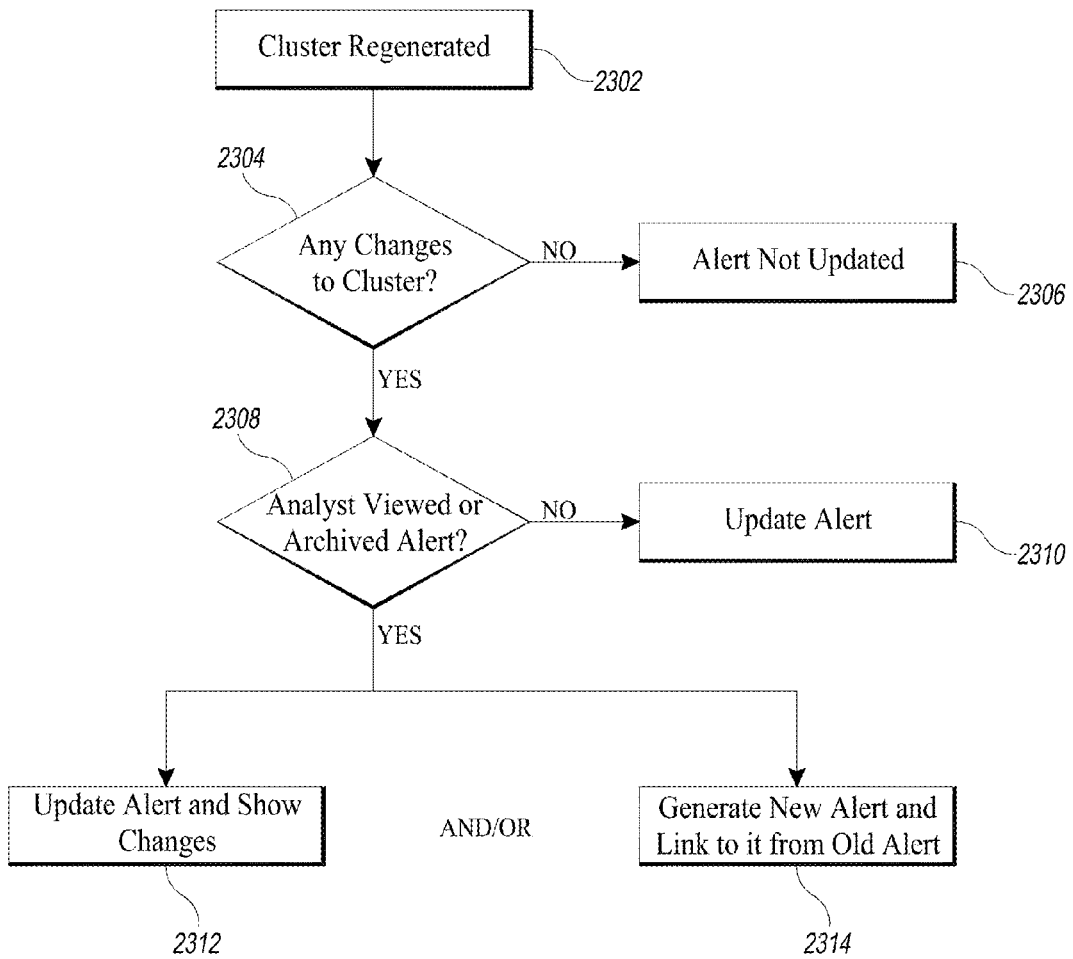 Cluster Regenerated
2302
2304
Any Changes
to Cluster?
NO
Alert Not Updated
2306
YES
2308
Analyst Viewed or
Archived Alert?
NO
Update Alert
2310
YES
Update Alert and Show
Changes
AND/OR
Generate New Alert and
Link to it from Old Alert
2312
2314